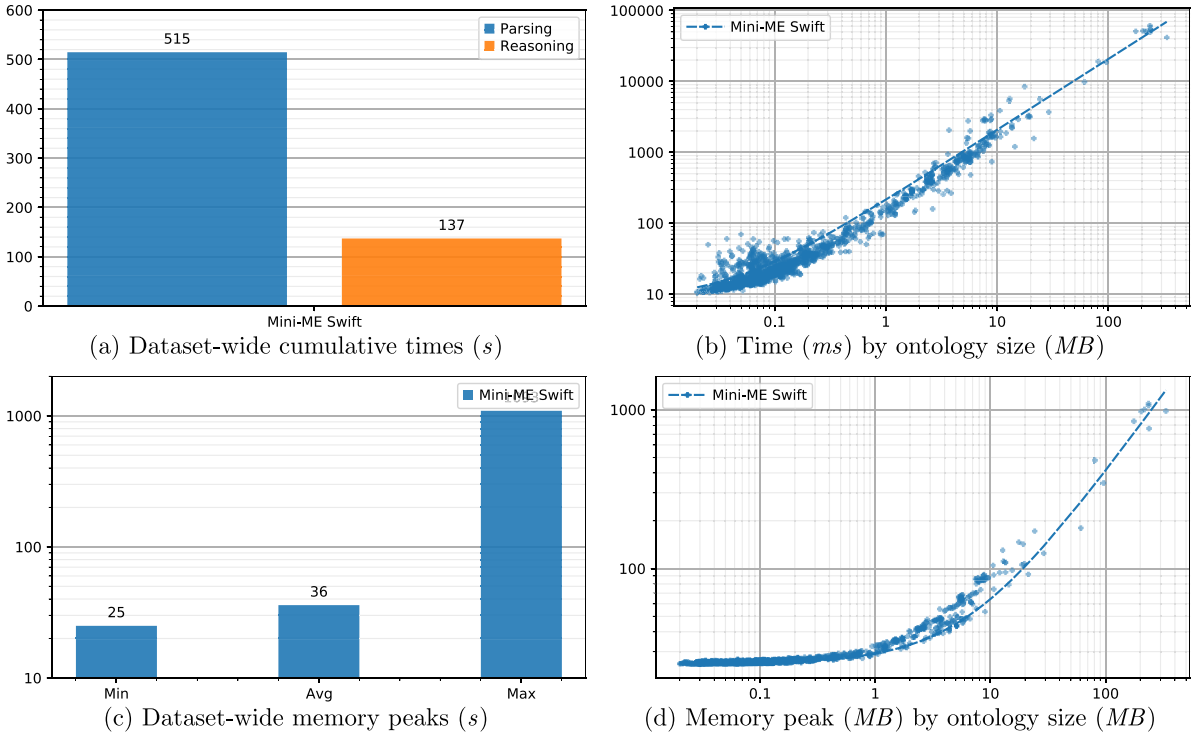 600
500
400
300
200
100
0
515
137
Parsing
Reasoning
Mini-ME Swift
(a) Dataset-wide cumulative times (s)
100000
10000
1000
100
10
Mini-ME Swift
0.1 1 10 100
(b) Time (ms) by ontology size (MB)
1000
100
10
25
36
Mini-ME Swift
Min Avg Max
(c) Dataset-wide memory peaks (s)
1000
100
Mini-ME Swift
0.1 1 10 100
(d) Memory peak (MB) by ontology size (MB)